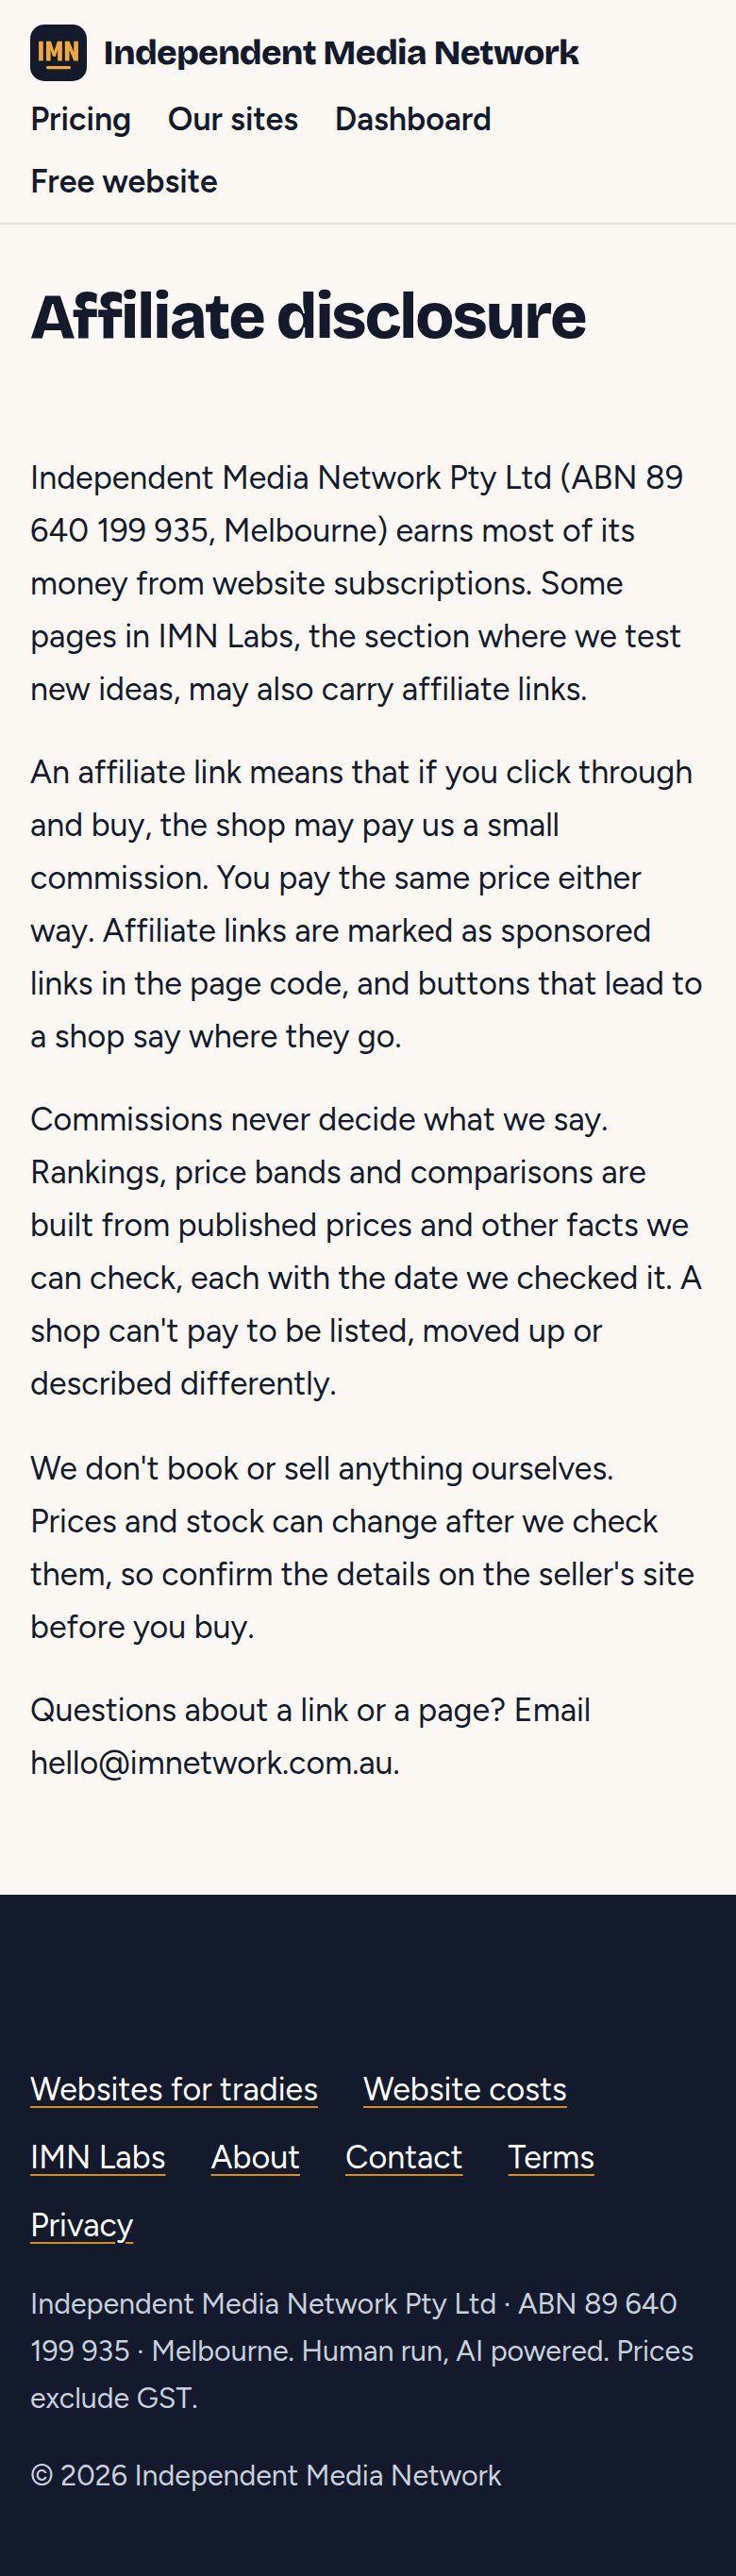 IMN Independent Media Network
Pricing Our sites Dashboard
Free website
Affiliate disclosure
Independent Media Network Pty Ltd (ABN 89
640 199 935, Melbourne) earns most of its
money from website subscriptions. Some
pages in IMN Labs, the section where we test
new ideas, may also carry affiliate links.
An affiliate link means that if you click through
and buy, the shop may pay us a small
commission. You pay the same price either
way. Affiliate links are marked as sponsored
links in the page code, and buttons that lead to
a shop say where they go.
Commissions never decide what we say.
Rankings, price bands and comparisons are
built from published prices and other facts we
can check, each with the date we checked it. A
shop can't pay to be listed, moved up or
described differently.
We don't book or sell anything ourselves.
Prices and stock can change after we check
them, so confirm the details on the seller's site
before you buy.
Questions about a link or a page? Email
hello@imnetwork.com.au.
Websites for tradies Website costs
IMN Labs About Contact Terms
Privacy
Independent Media Network Pty Ltd · ABN 89 640
199 935 · Melbourne. Human run, AI powered. Prices
exclude GST.
© 2026 Independent Media Network